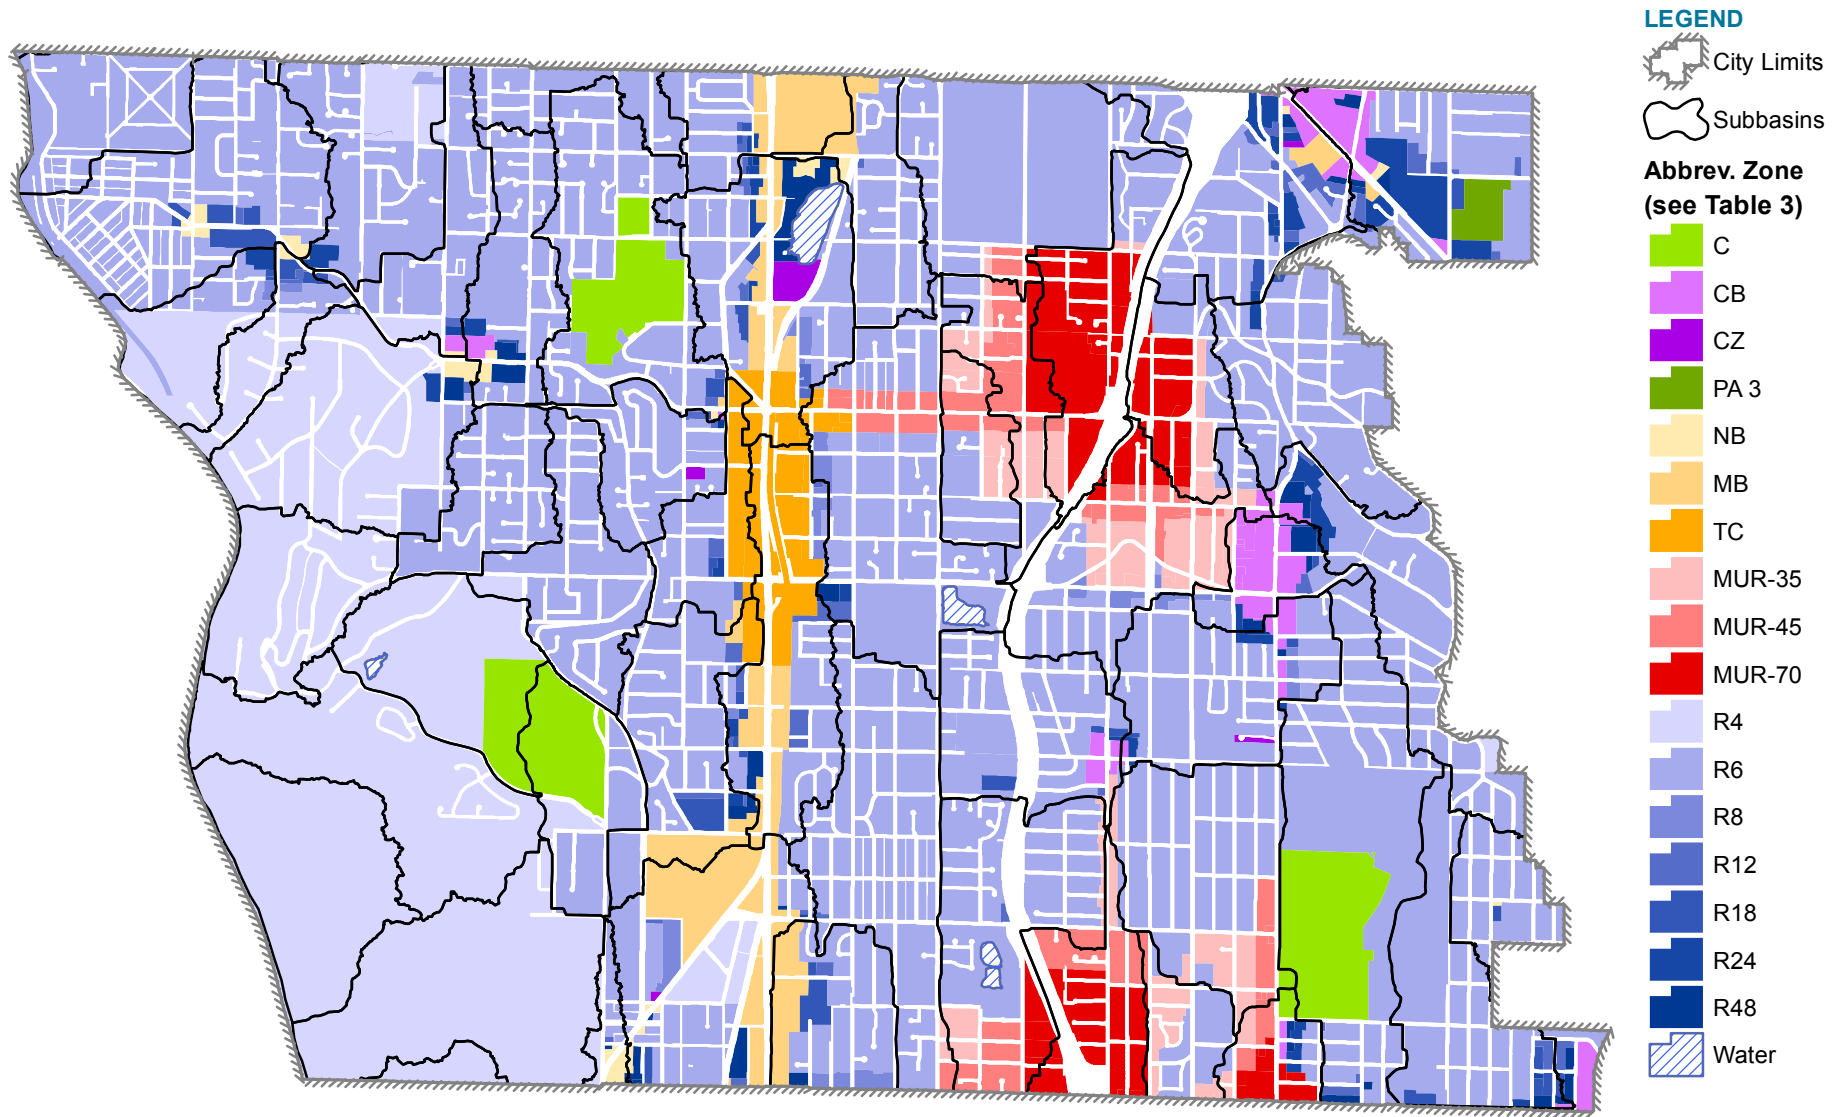 LEGEND
City Limits
Subbasins
Abbrev. Zone
(see Table 3)
C
CB
CZ
PA 3
NB
MB
TC
MUR-35
MUR-45
MUR-70
R4
R6
R8
R12
R18
R24
R48
Water